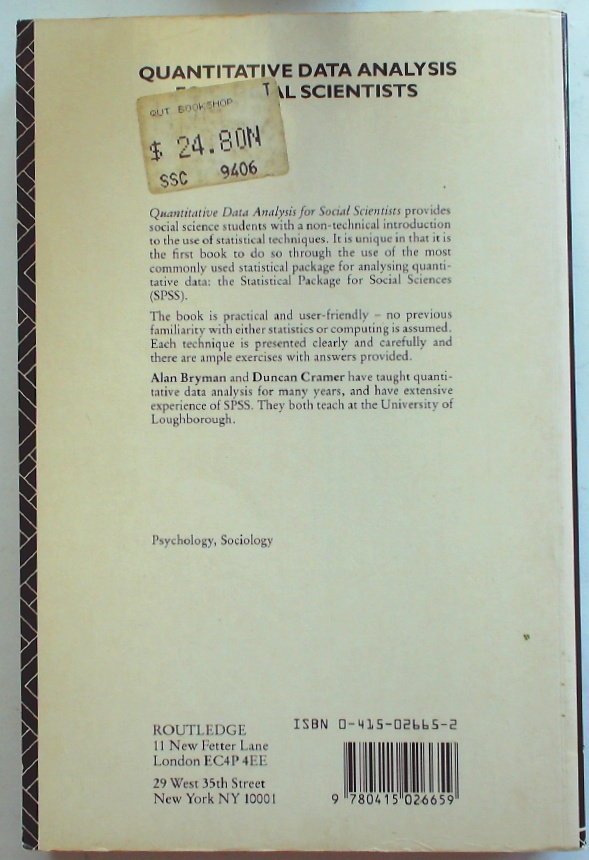 QUANTITATIVE DATA ANALYSIS
AL SCIENTISTS
T
QUT BOOKSHOP
$ 24.80N
SSC 9406
Quantitative Data Analysis for Social Scientists provides
social science students with a non-technical introduction
to the use of statistical techniques. It is unique in that it is
the first book to do so through the use of the most
commonly used statistical package for analysing quanti-
tative data: the Statistical Package for Social Sciences
(SPSS).
The book is practical and user-friendly – no previous
familiarity with either statistics or computing is assumed.
Each technique is presented clearly and carefully and
there are ample exercises with answers provided.
Alan Bryman and Duncan Cramer have taught quanti-
tative data analysis for many years, and have extensive
experience of SPSS. They both teach at the University of
Loughborough.
Psychology, Sociology
ROUTLEDGE
11 New Fetter Lane
London EC4P 4EE
29 West 35th Street
New York NY 10001
ISBN 0-415-02665-2
9 780415 026659